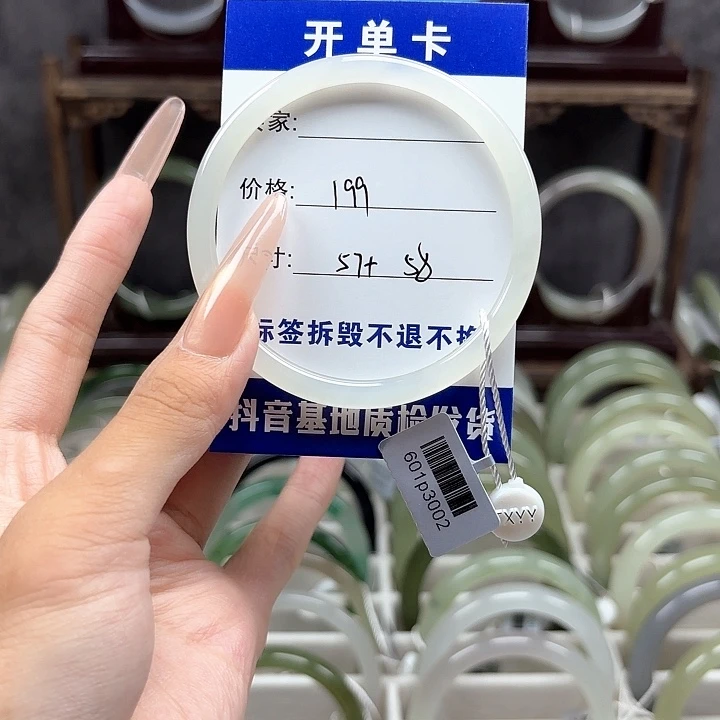 开单卡
家:
价格: 199
寸: 57+ 58
标签拆毁不退不换
抖音基地质检发货
601p3002
XYY